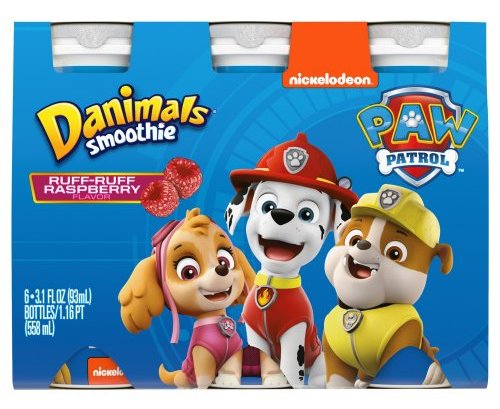 nickelodeon
Danimals
smoothie
RUFF-RUFF
RASPBERRY
FLAVOR
PAW
PATROL
TM
6 • 3.1 FL OZ (93mL)
BOTTLES/1.16 PT
(558 mL)
nickelo